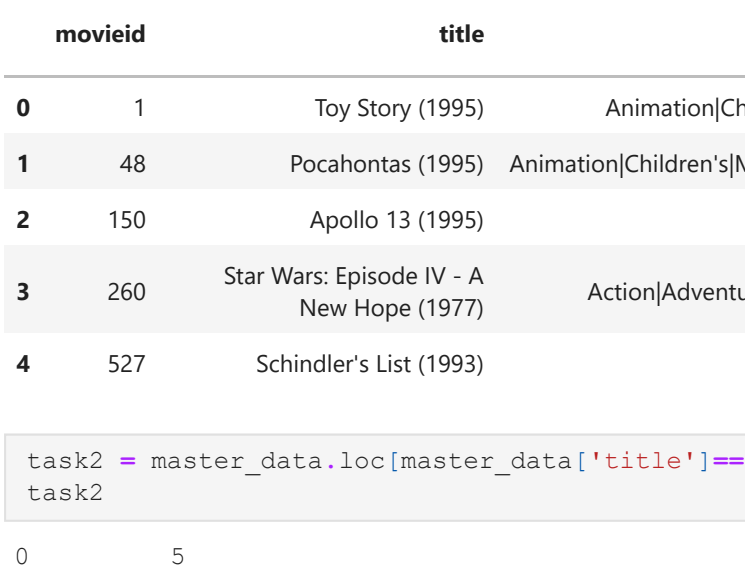 movieid title
0 1 Toy Story (1995) Animation|Ch
1 48 Pocahontas (1995) Animation|Children's|M
2 150 Apollo 13 (1995)
3 260 Star Wars: Episode IV - A
New Hope (1977) Action|Adventu
4 527 Schindler's List (1993)
task2 = master_data.loc[master_data['title']==
task2
0 5